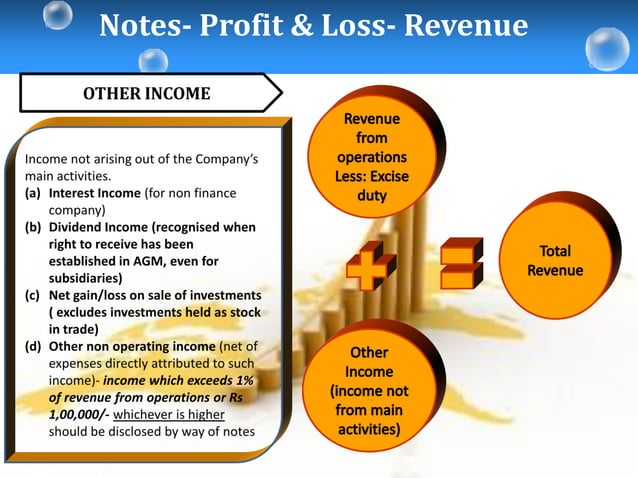 Notes- Profit & Loss- Revenue
OTHER INCOME
Income not arising out of the Company's
main activities.
(a) Interest Income (for non finance
company)
(b) Dividend Income (recognised when
right to receive has been
established in AGM, even for
subsidiaries)
(c) Net gain/loss on sale of investments
( excludes investments held as stock
in trade)
(d) Other non operating income (net of
expenses directly attributed to such
income)- income which exceeds 1%
of revenue from operations or Rs
1,00,000/- whichever is higher
should be disclosed by way of notes
Revenue
from
operations
Less: Excise
duty
+
=
Total
Revenue
Other
Income
(income not
from main
activities)